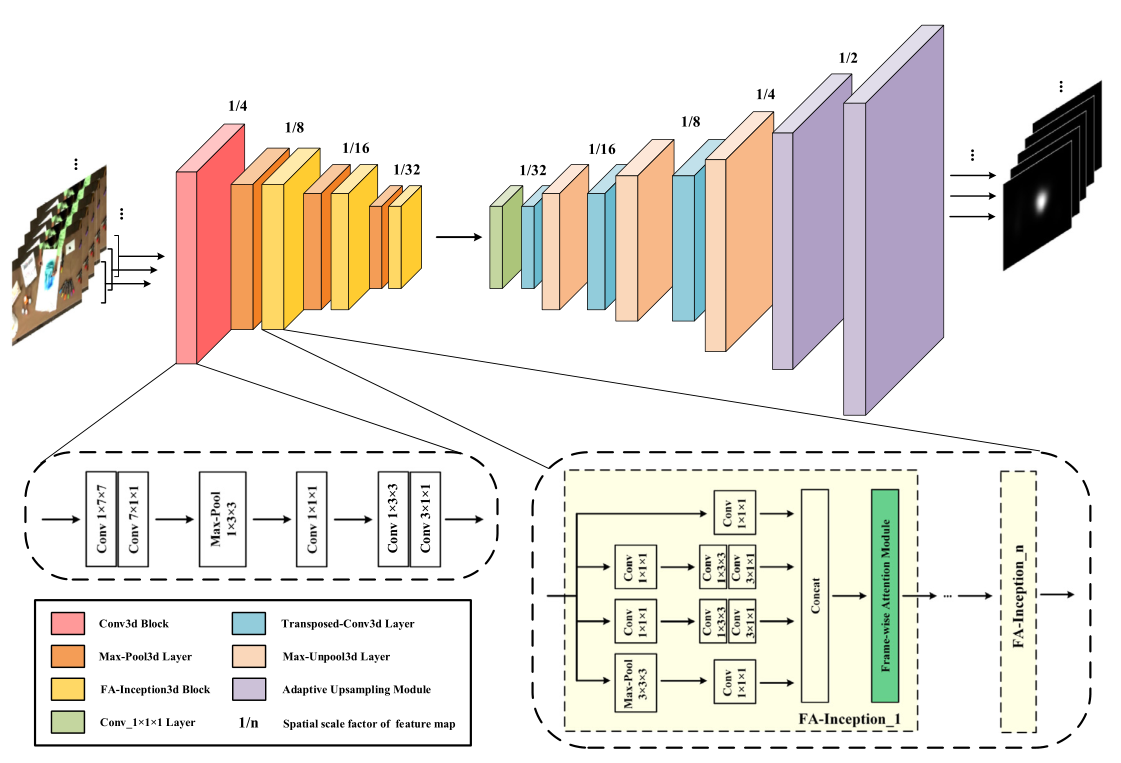 1/4
1/8
1/16
1/32
1/32
1/16
1/8
1/4
1/2
...
...
...
...
Conv 1×7×7
Conv 7×1×1
Max-Pool
1×3×3
Conv 1×1×1
Conv 1×3×3
Conv 3×1×1
Conv
1×1×1
Conv
1×1×1
Conv
1×3×3
Conv
3×1×1
Conv
1×1×1
Conv
1×3×3
Conv
3×1×1
Max-Pool
3×3×3
Conv
1×1×1
Concat
Frame-wise Attention Module
FA-Inception_1
...
FA-Inception_n
Conv3d Block
Transposed-Conv3d Layer
Max-Pool3d Layer
Max-Unpool3d Layer
FA-Inception3d Block
Adaptive Upsampling Module
Conv_1×1×1 Layer
1/n Spatial scale factor of feature map